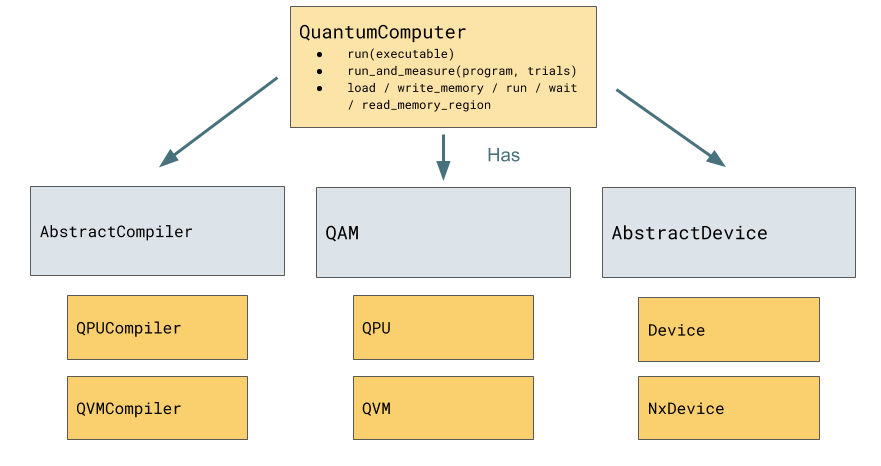 QuantumComputer
● run(executable)
● run_and_measure(program, trials)
● load / write_memory / run / wait
/ read_memory_region
Has
AbstractCompiler
QAM
AbstractDevice
QPUCompiler
QPU
Device
QVMCompiler
QVM
NxDevice